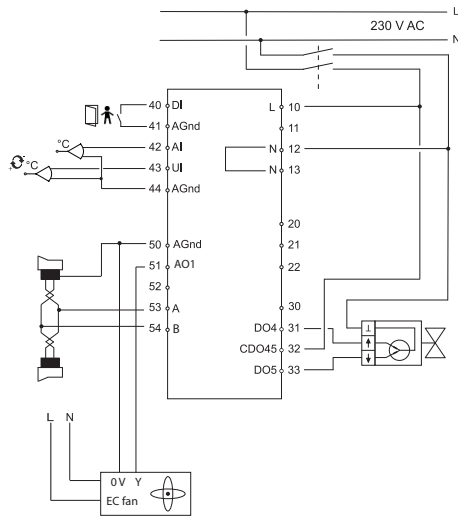 L
230 V AC
N
40 DI L 10
41 AGnd 11
°C 42 AI N 12
°C 43 UI N 13
44 AGnd
20
50 AGnd 21
51 AO1 22
52
53 A 30
54 B DO4 31
CDO45 32
DO5 33
L N
0 V Y
EC fan